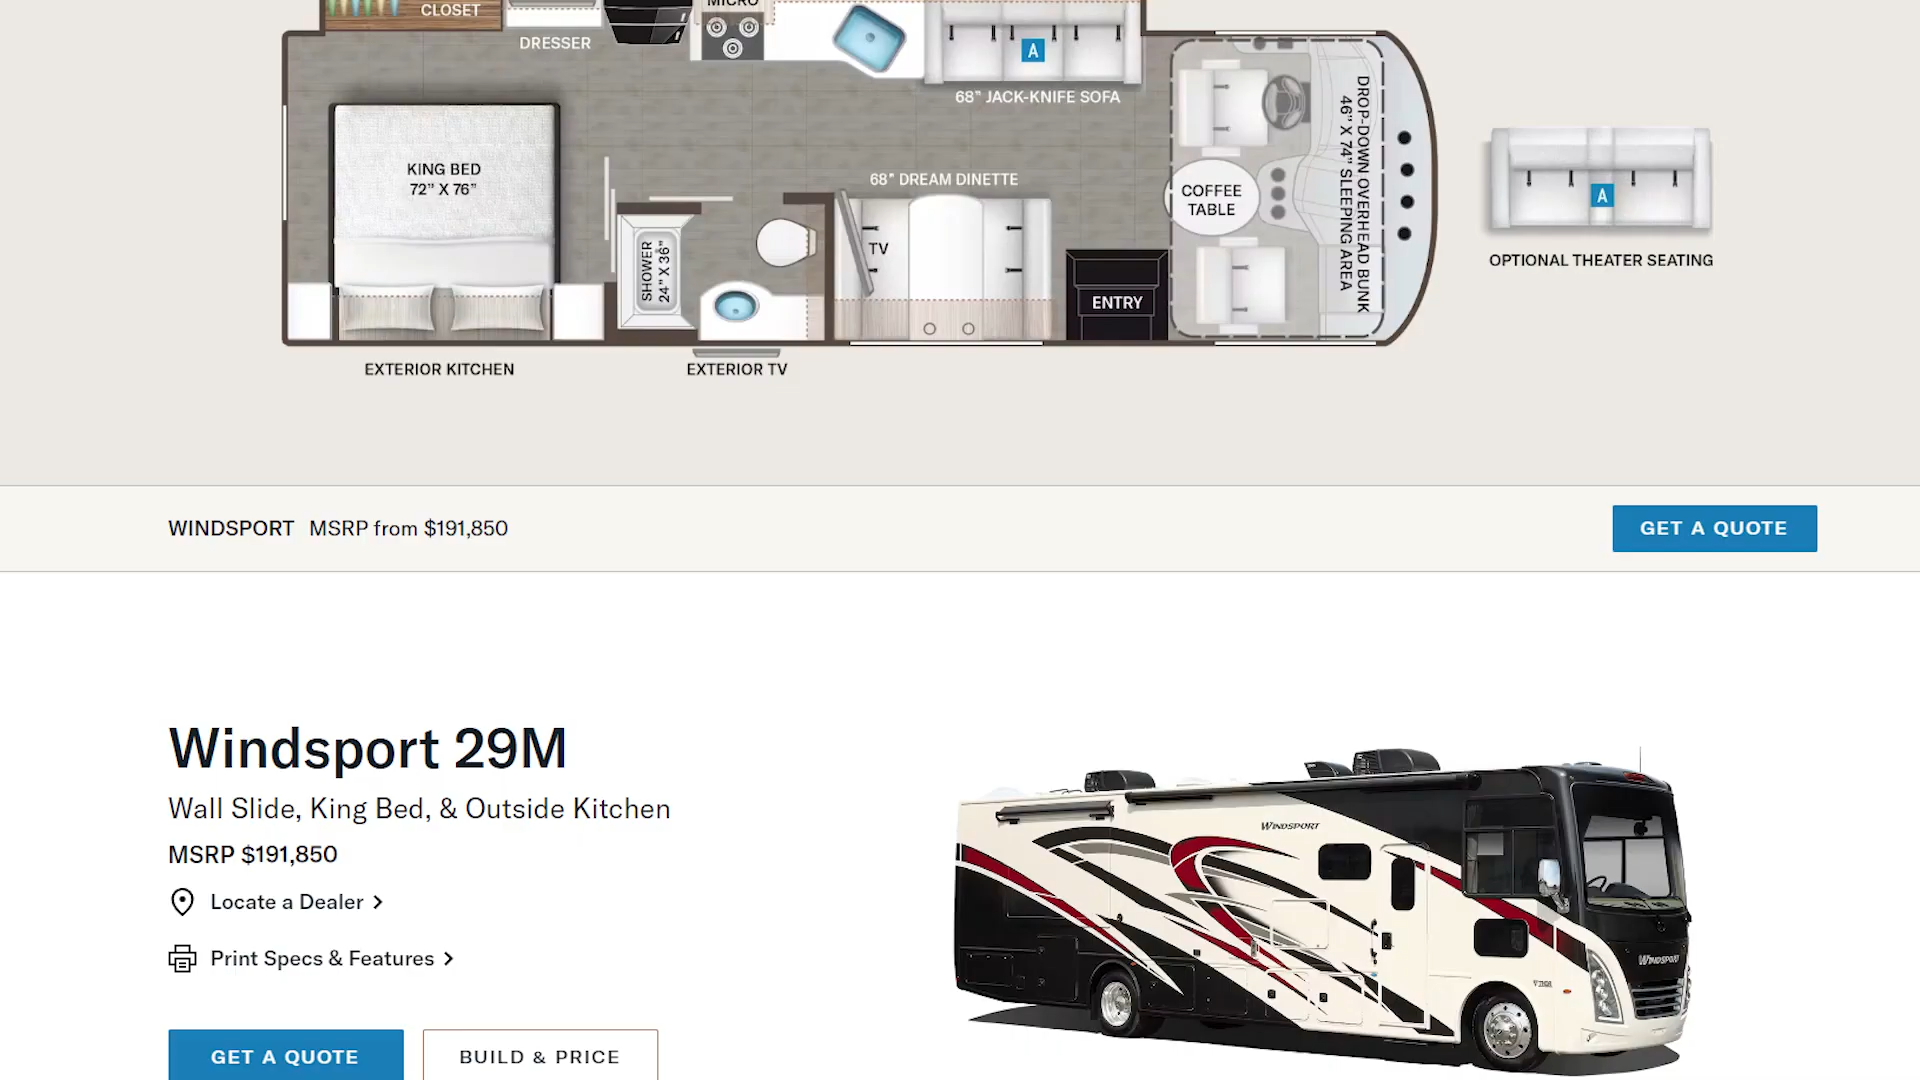 MICRO
CLOSET
DRESSER
A
68” JACK-KNIFE SOFA
KING BED
72” X 76”
68” DREAM DINETTE
TV
SHOWER
24” X 36”
COFFEE
TABLE
ENTRY
DROP-DOWN OVERHEAD BUNK
46” X 74” SLEEPING AREA
A
OPTIONAL THEATER SEATING
EXTERIOR KITCHEN
EXTERIOR TV
WINDSPORT MSRP from $191,850
GET A QUOTE
Windsport 29M
Wall Slide, King Bed, & Outside Kitchen
MSRP $191,850
Locate a Dealer
Print Specs & Features
GET A QUOTE
BUILD & PRICE
WINDSPORT
WINDSPORT